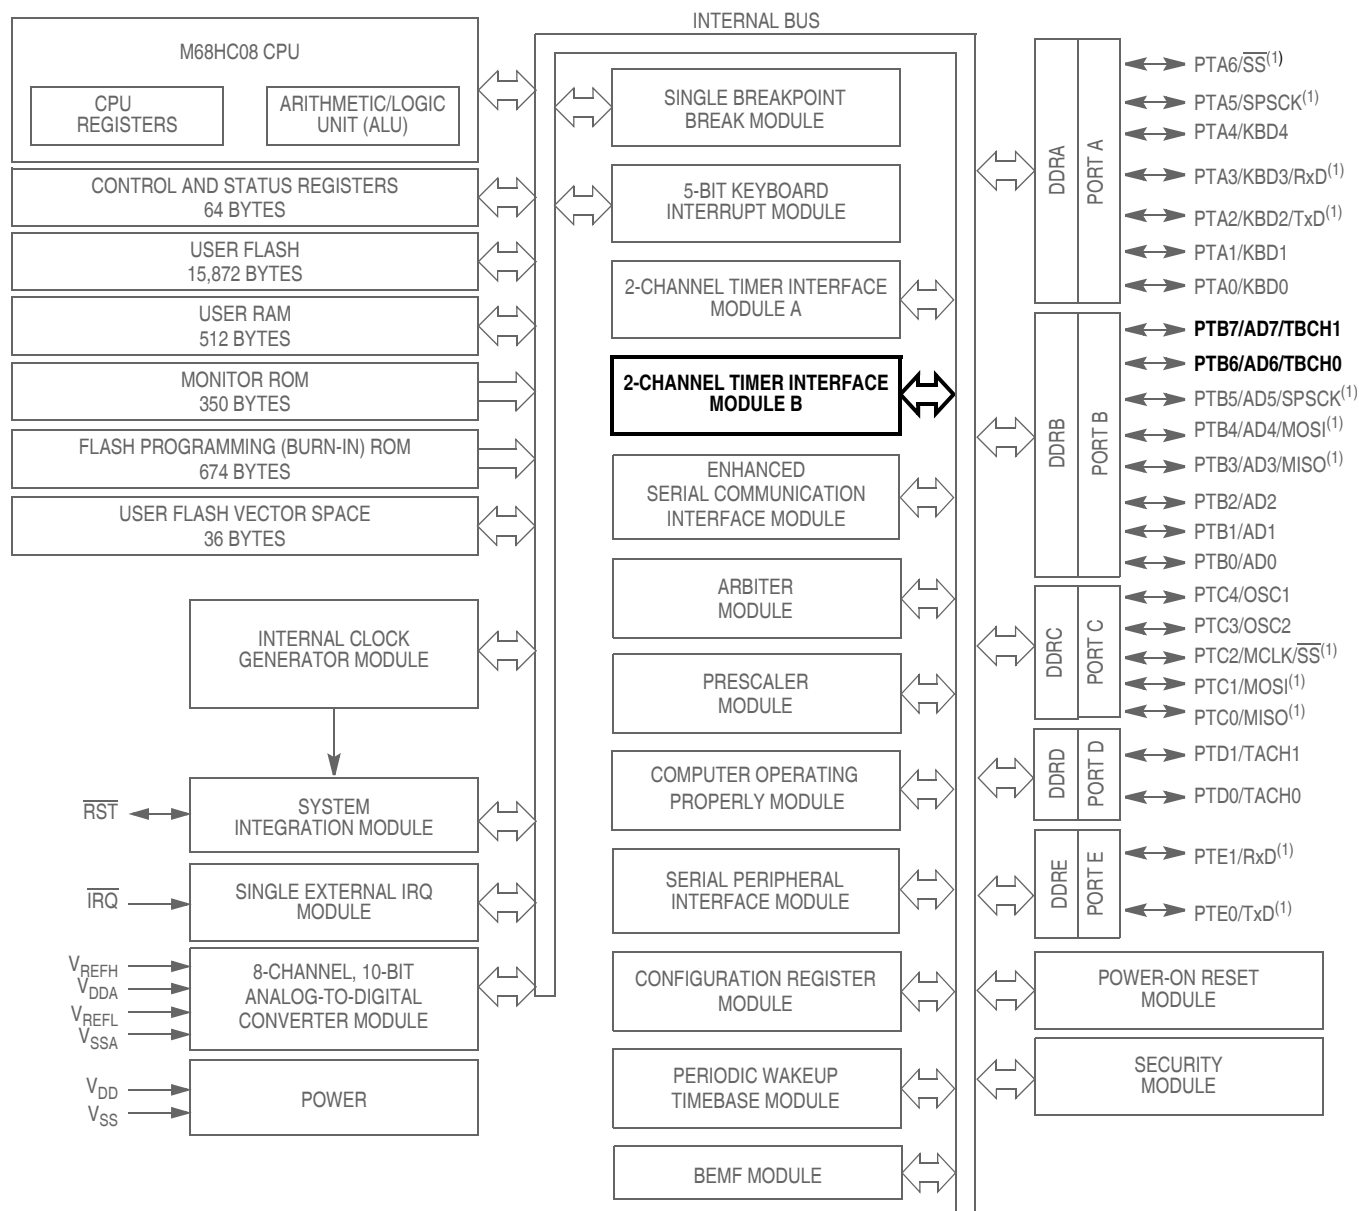 INTERNAL BUS
M68HC08 CPU
CPU
REGISTERS
ARITHMETIC/LOGIC
UNIT (ALU)
CONTROL AND STATUS REGISTERS
64 BYTES
USER FLASH
15,872 BYTES
USER RAM
512 BYTES
MONITOR ROM
350 BYTES
FLASH PROGRAMMING (BURN-IN) ROM
674 BYTES
USER FLASH VECTOR SPACE
36 BYTES
INTERNAL CLOCK
GENERATOR MODULE
RST
SYSTEM
INTEGRATION MODULE
IRQ
SINGLE EXTERNAL IRQ
MODULE
VREFH
VDDA
VREFL
VSSA
8-CHANNEL, 10-BIT
ANALOG-TO-DIGITAL
CONVERTER MODULE
VDD
VSS
POWER
SINGLE BREAKPOINT
BREAK MODULE
5-BIT KEYBOARD
INTERRUPT MODULE
2-CHANNEL TIMER INTERFACE
MODULE A
2-CHANNEL TIMER INTERFACE
MODULE B
ENHANCED
SERIAL COMMUNICATION
INTERFACE MODULE
ARBITER
MODULE
PRESCALER
MODULE
COMPUTER OPERATING
PROPERLY MODULE
SERIAL PERIPHERAL
INTERFACE MODULE
CONFIGURATION REGISTER
MODULE
PERIODIC WAKEUP
TIMEBASE MODULE
BEMF MODULE
DDRA
PORT A
PTA6/SS(1)
PTA5/SPSCK(1)
PTA4/KBD4
PTA3/KBD3/RxD(1)
PTA2/KBD2/TxD(1)
PTA1/KBD1
PTA0/KBD0
DDRB
PORT B
PTB7/AD7/TBCH1
PTB6/AD6/TBCH0
PTB5/AD5/SPSCK(1)
PTB4/AD4/MOSI(1)
PTB3/AD3/MISO(1)
PTB2/AD2
PTB1/AD1
PTB0/AD0
DDRC
PORT C
PTC4/OSC1
PTC3/OSC2
PTC2/MCLK/SS(1)
PTC1/MOSI(1)
PTC0/MISO(1)
DDRD
PORT D
PTD1/TACH1
PTD0/TACH0
DDRE
PORT E
PTE1/RxD(1)
PTE0/TxD(1)
POWER-ON RESET
MODULE
SECURITY
MODULE